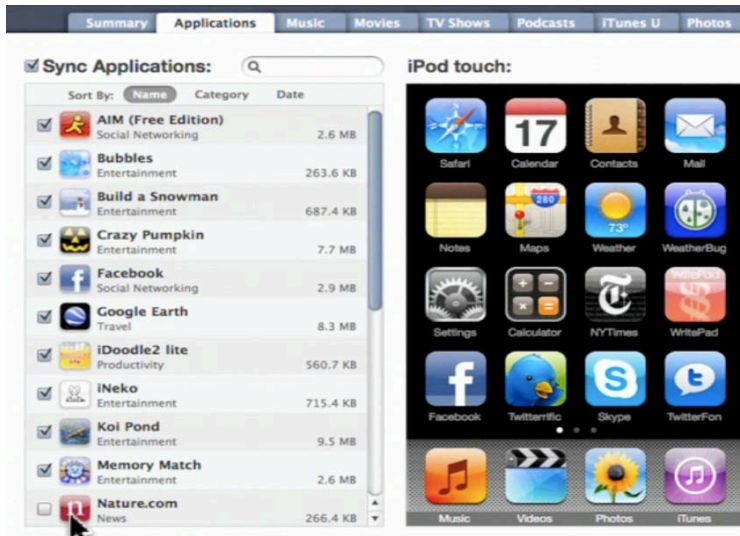 Summary Applications Music Movies TV Shows Podcasts iTunes U Photos
Sync Applications:
Sort By: Name Category Date
AIM (Free Edition)
Social Networking 2.6 MB
Bubbles
Entertainment 263.6 KB
Build a Snowman
Entertainment 687.4 KB
Crazy Pumpkin
Entertainment 7.7 MB
Facebook
Social Networking 2.9 MB
Google Earth
Travel 8.3 MB
iDoodle2 lite
Productivity 560.7 KB
iNeko
Entertainment 715.4 KB
Koi Pond
Entertainment 9.5 MB
Memory Match
Entertainment 2.6 MB
Nature.com
News 266.4 KB
iPod touch:
17
Safari Calendar Contacts Mail
280
73°
Notes Maps Weather WeatherBug
WritePad
Settings Calculator NYTimes WritePad
Facebook Twitterrific Skype TwitterFon
Music Videos Photos iTunes